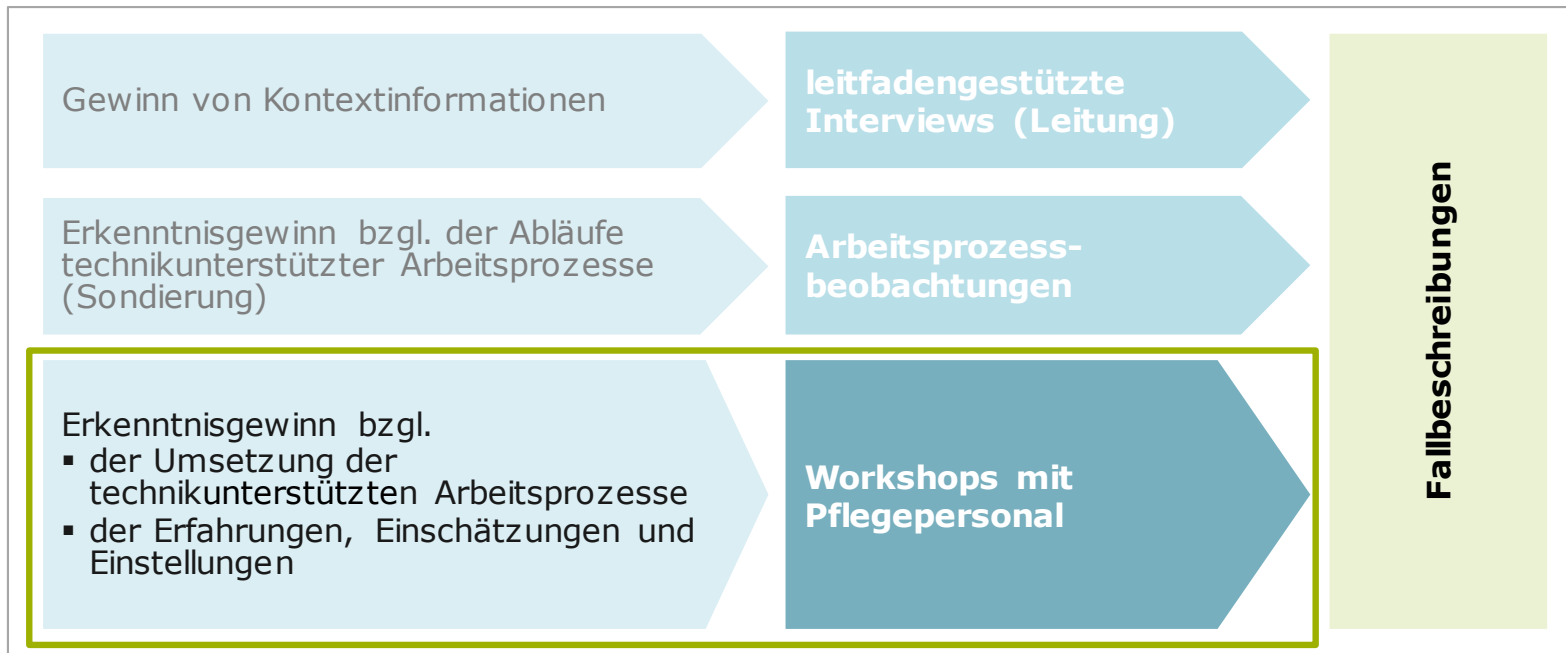 Gewinn von Kontextinformationen
leitfadengestützte
Interviews (Leitung)
Erkenntnisgewinn bzgl. der Abläufe
technikunterstützter Arbeitsprozesse
(Sondierung)
Arbeitsprozess-
beobachtungen
Erkenntnisgewinn bzgl.
▪ der Umsetzung der
technikunterstützten Arbeitsprozesse
▪ der Erfahrungen, Einschätzungen und
Einstellungen
Workshops mit
Pflegepersonal
Fallbeschreibungen